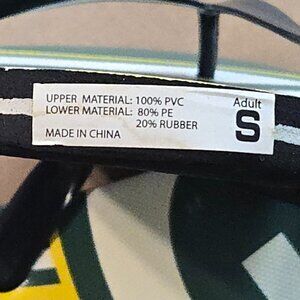 UPPER MATERIAL: 100% PVC
LOWER MATERIAL: 80% PE
20% RUBBER
MADE IN CHINA
Adult
S